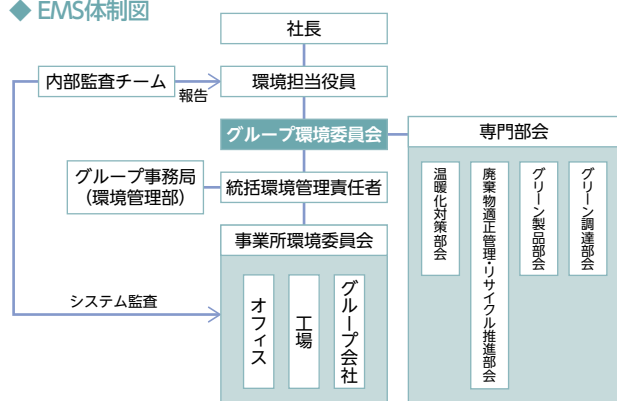 ◆ EMS体制図
社長
内部監査チーム
報告
環境担当役員
グループ環境委員会
専門部会
グループ事務局
（環境管理部）
統括環境管理責任者
温暖化対策部会
廃棄物適正管理・リサイクル推進部会
グリーン製品部会
グリーン調達部会
事業所環境委員会
システム監査
オフィス
工場
グループ会社